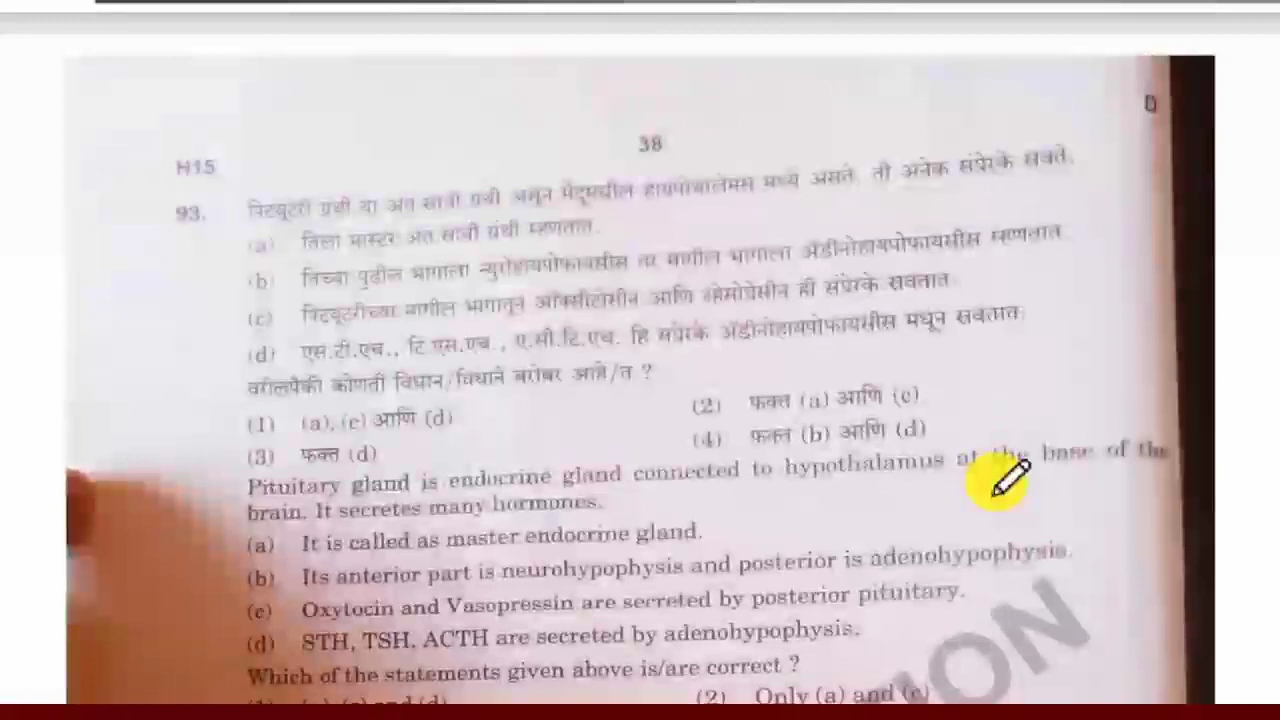 D
38
H15
93. पिट्यूटरी ग्रंथी या अंत स्रावी ग्रंथी असून मेंदूमधील हायपोथालेमस मध्ये असते. ती अनेक संप्रेरके स्रवते.
(a) तिला मास्टर अंत स्रावी ग्रंथी म्हणतात.
(b) तिच्या पुढील भागाला न्युरोहायपोफायसीस तर मागील भागाला ॲडीनोहायपोफायसीस म्हणतात
(c) पिट्यूटरीच्या मागील भागातून ऑक्सीटोसीन आणि व्हेसोप्रेसीन ही संप्रेरके स्रवतात
(d) एस.टी.एच., टि.एस.एच., ए.सी.टि.एच. हि संप्रेरके ॲडीनोहायपोफायसीस मधून स्रवतात
वरीलपैकी कोणती विधान/विधाने बरोबर आहे/त ?
(1) (a), (c) आणि (d) (2) फक्त (a) आणि (c)
(3) फक्त (d) (4) फक्त (b) आणि (d)
Pituitary gland is endocrine gland connected to hypothalamus at the base of the
brain. It secretes many hormones.
(a) It is called as master endocrine gland.
(b) Its anterior part is neurohypophysis and posterior is adenohypophysis.
(c) Oxytocin and Vasopressin are secreted by posterior pituitary.
(d) STH, TSH, ACTH are secreted by adenohypophysis.
Which of the statements given above is/are correct ?
(1) (a), (c) and (d) (2) Only (a) and (c)